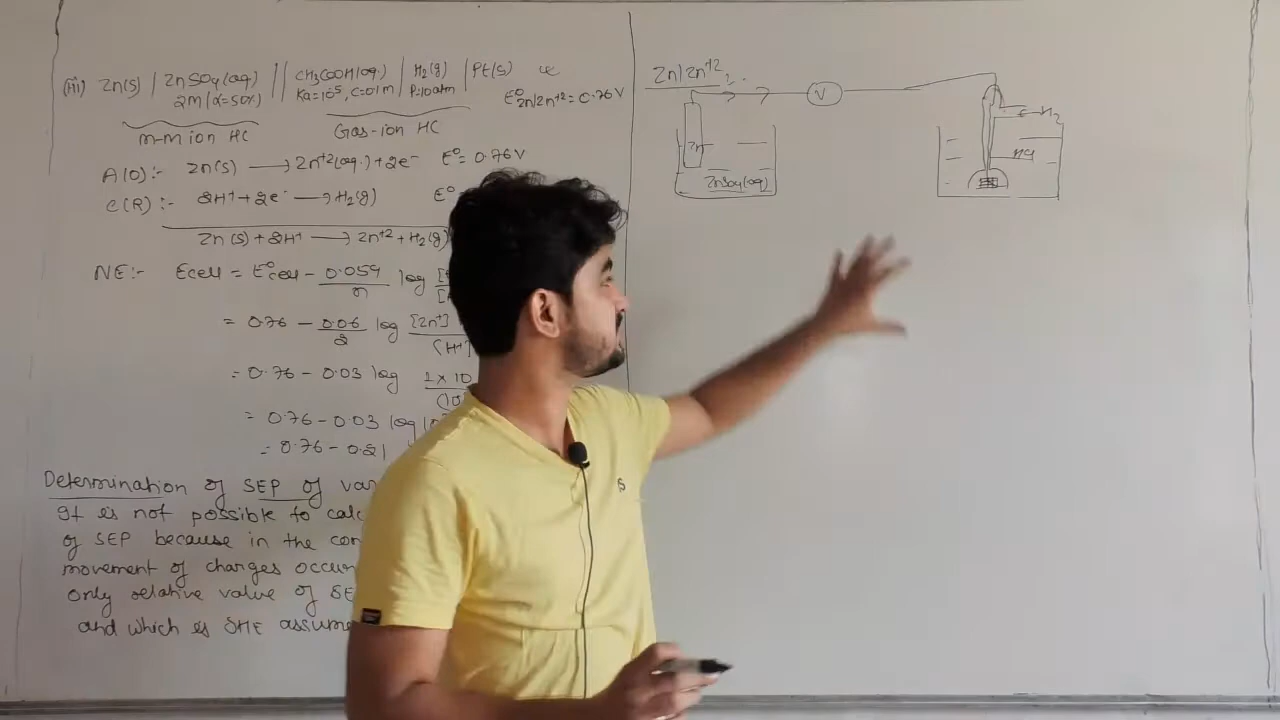 (iii) Zn(s) | ZnSO4(aq) || CH3COOH(aq.) | H2(g) | Pt(s)
2M(α=50%) Ka=10-5, C=0.1M P=10atm E°Zn/Zn+2=0.76V
m-m ion HC Gas-ion HC
A(O):- Zn(s) ⟶ Zn+2(aq.)+2e- E°=0.76V
C(R):- 2H++2e- ⟶ H2(g) E°
Zn(s)+2H+ ⟶ Zn+2+H2(g)
NE:- Ecell = E°cell - 0.059/n log
= 0.76 - 0.06/2 log [Zn+]/[H+]
= 0.76 - 0.03 log 1×10
= 0.76 - 0.03 log
= 0.76 - 0.21
Determination of SEP of
It is not possible to
of SEP because in the
movement of charges
only relative value of
and which is SHE
Zn/Zn+2
V
H2
Zn
HCl
ZnSO4(aq)